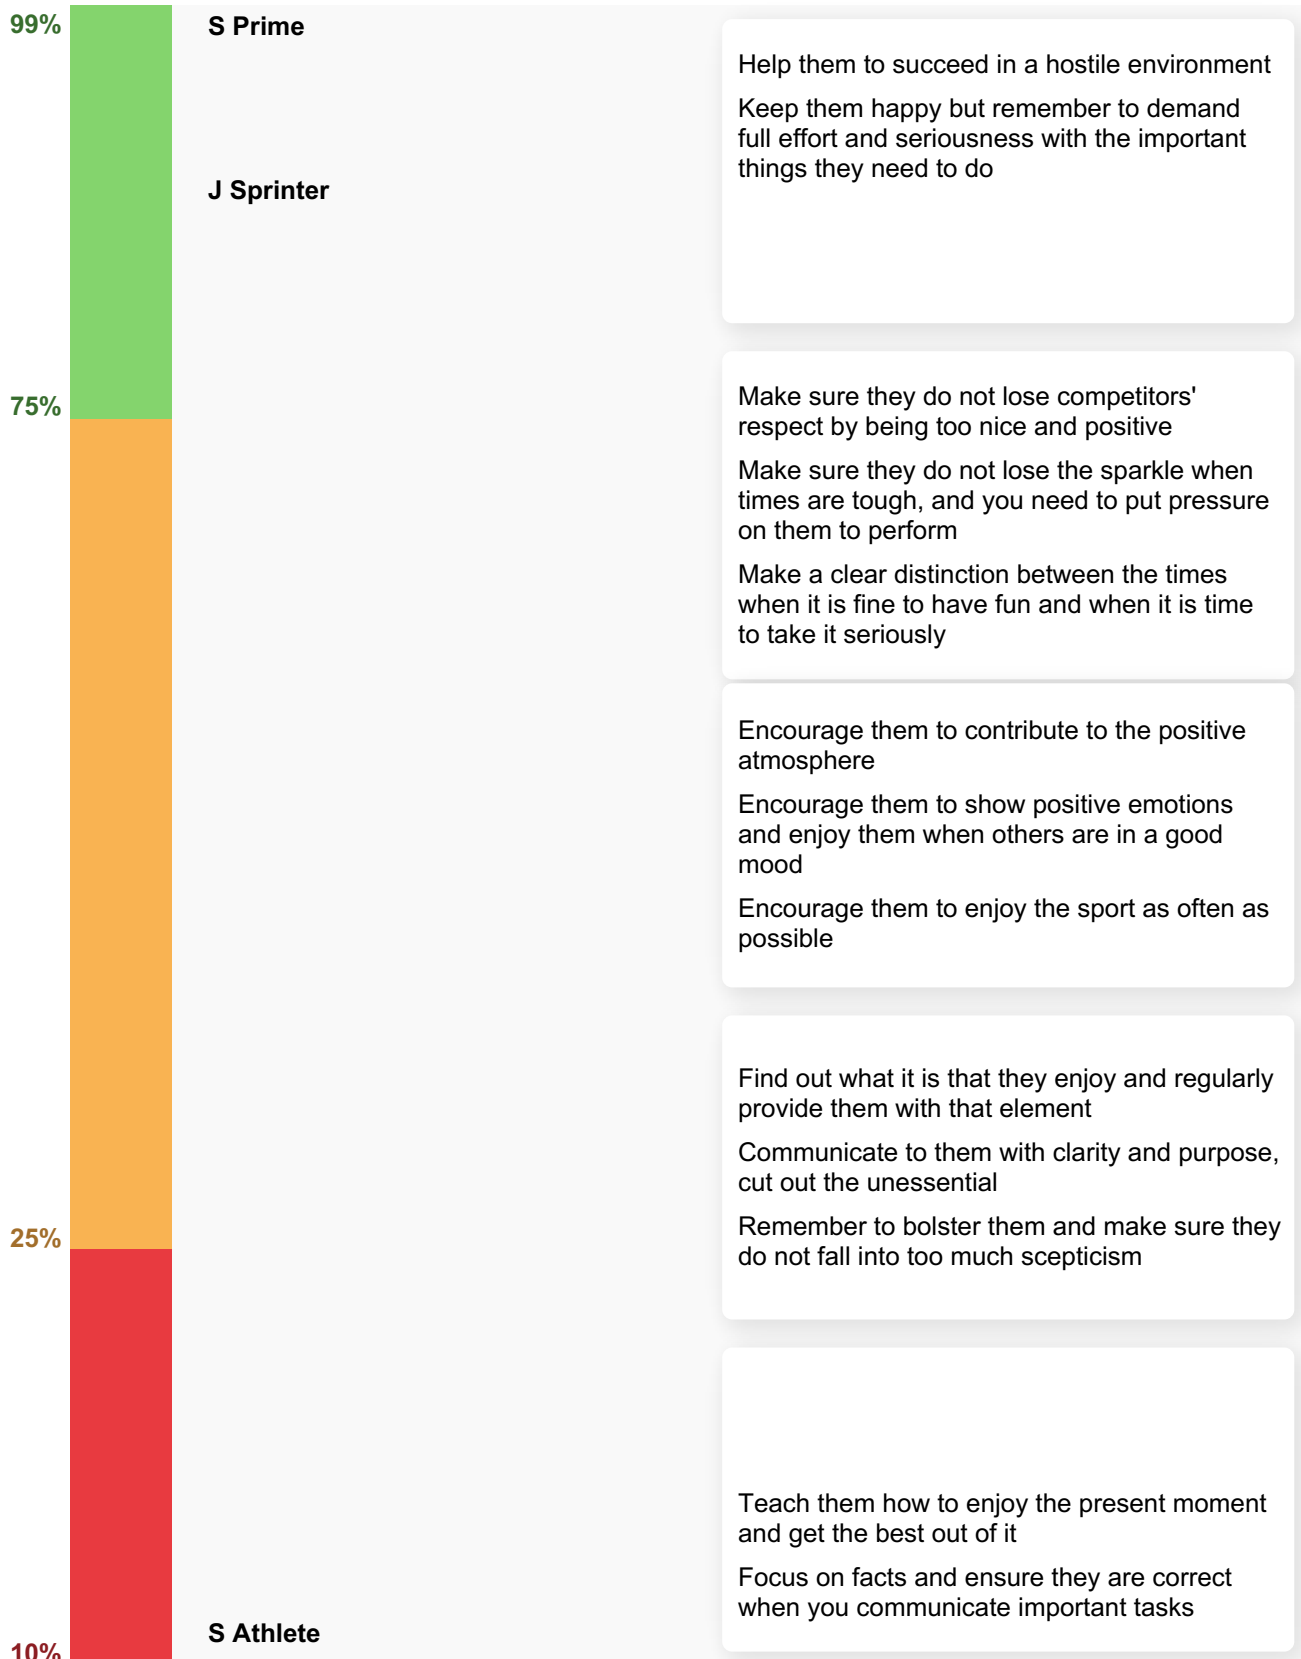 99%
S Prime
J Sprinter
75%
25%
S Athlete
10%
Help them to succeed in a hostile environment
Keep them happy but remember to demand
full effort and seriousness with the important
things they need to do
Make sure they do not lose competitors'
respect by being too nice and positive
Make sure they do not lose the sparkle when
times are tough, and you need to put pressure
on them to perform
Make a clear distinction between the times
when it is fine to have fun and when it is time
to take it seriously
Encourage them to contribute to the positive
atmosphere
Encourage them to show positive emotions
and enjoy them when others are in a good
mood
Encourage them to enjoy the sport as often as
possible
Find out what it is that they enjoy and regularly
provide them with that element
Communicate to them with clarity and purpose,
cut out the unessential
Remember to bolster them and make sure they
do not fall into too much scepticism
Teach them how to enjoy the present moment
and get the best out of it
Focus on facts and ensure they are correct
when you communicate important tasks